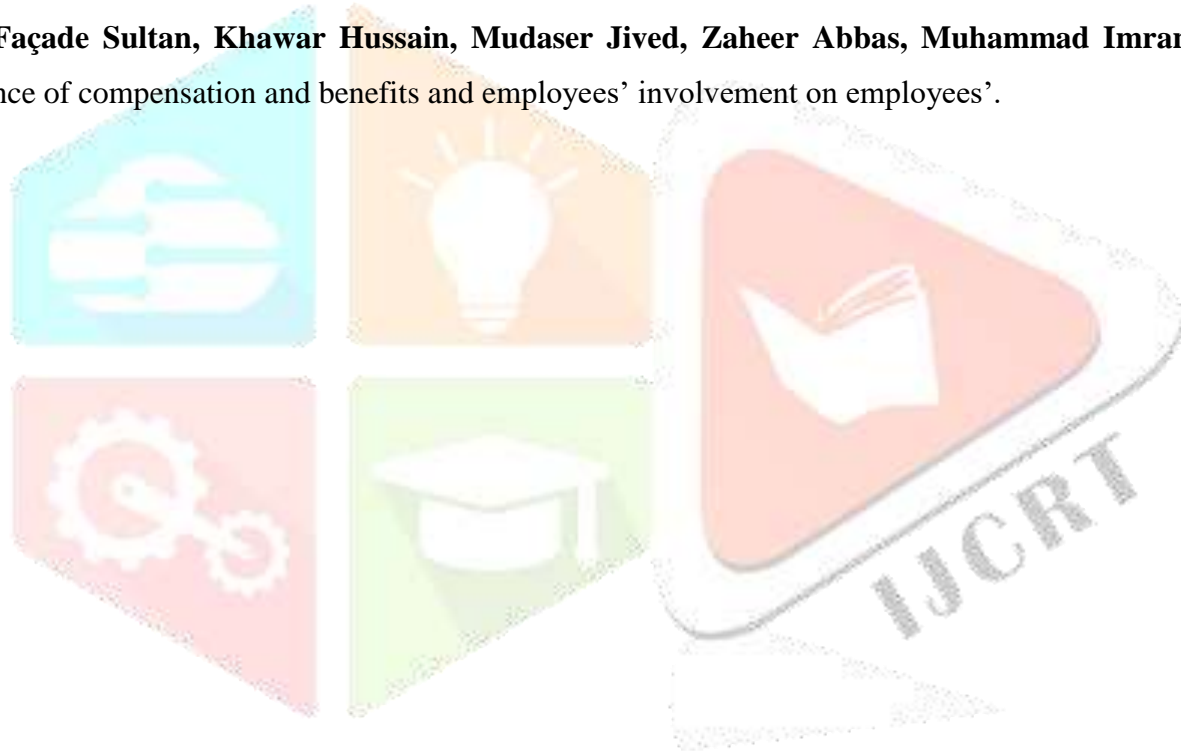 Façade Sultan, Khawar Hussain, Mudaser Jived, Zaheer Abbas, Muhammad Imran
nce of compensation and benefits and employees' involvement on employees'.
IJCRT